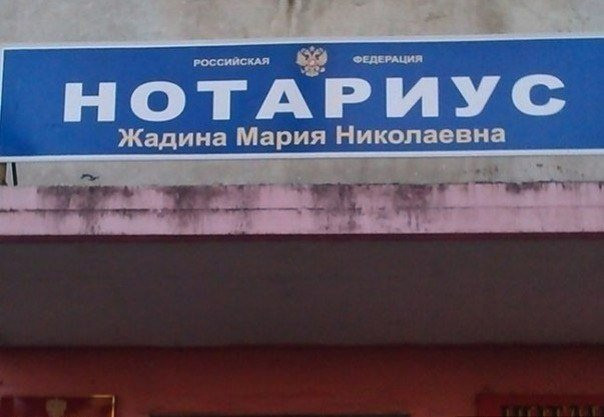 РОССИЙСКАЯ ФЕДЕРАЦИЯ
НОТАРИУС
Жадина Мария Николаевна